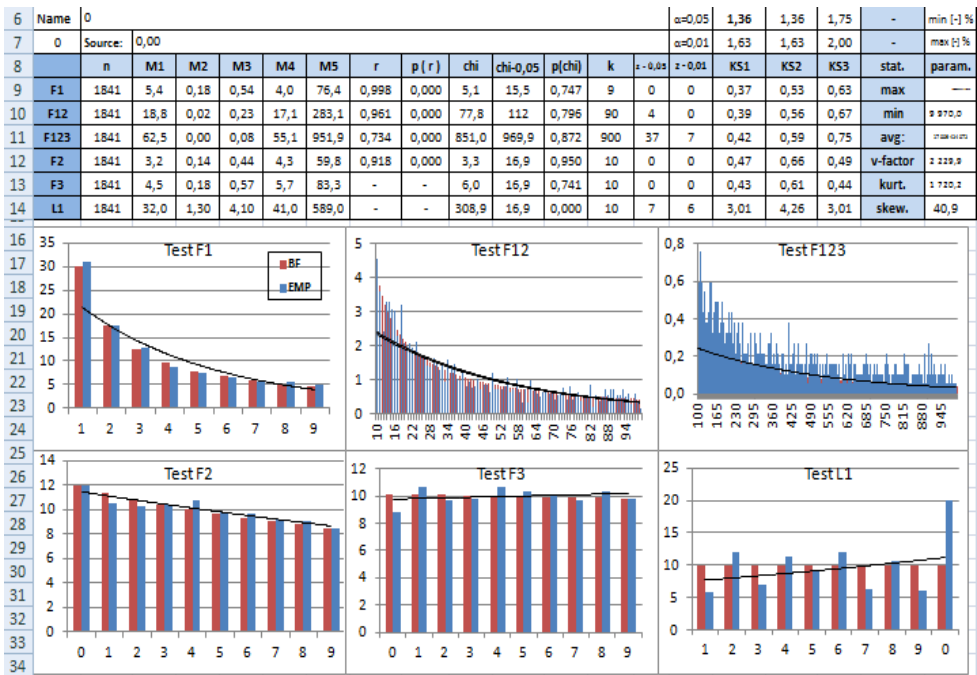 6 Name 0 α=0,05 1,36 1,36 1,75 - min [-] %
7 0 Source: 0,00 α=0,01 1,63 1,63 2,00 - max [-] %
8 n M1 M2 M3 M4 M5 r p ( r ) chi chi-0,05 p(chi) k z - 0,05 z - 0,01 KS1 KS2 KS3 stat. param.
9 F1 1841 5,4 0,18 0,54 4,0 76,4 0,998 0,000 5,1 15,5 0,747 9 0 0 0,37 0,53 0,63 max
10 F12 1841 18,8 0,02 0,23 17,1 283,1 0,961 0,000 77,8 112 0,796 90 4 0 0,39 0,56 0,67 min 9 970,0
11 F123 1841 62,5 0,00 0,08 55,1 951,9 0,734 0,000 851,0 969,9 0,872 900 37 7 0,42 0,59 0,75 avg:
12 F2 1841 3,2 0,14 0,44 4,3 59,8 0,918 0,000 3,3 16,9 0,950 10 0 0 0,47 0,66 0,49 v-factor 2 229,9
13 F3 1841 4,5 0,18 0,57 5,7 83,3 - - 6,0 16,9 0,741 10 0 0 0,43 0,61 0,44 kurt. 1 720,2
14 L1 1841 32,0 1,30 4,10 41,0 589,0 - - 308,9 16,9 0,000 10 7 6 3,01 4,26 3,01 skew. 40,9
16
17
18
19
20
21
22
23
24
25
26
27
28
29
30
31
32
33
34
Test F1
BF
EMP
35
30
25
20
15
10
5
0
1 2 3 4 5 6 7 8 9
Test F12
5
4
3
2
1
0
10 16 22 28 34 40 46 52 58 64 70 76 82 88 94
Test F123
0,8
0,6
0,4
0,2
0,0
100 165 230 295 360 425 490 555 620 685 750 815 880 945
Test F2
14
12
10
8
6
4
2
0
0 1 2 3 4 5 6 7 8 9
Test F3
12
10
8
6
4
2
0
0 1 2 3 4 5 6 7 8 9
Test L1
25
20
15
10
5
0
1 2 3 4 5 6 7 8 9 0